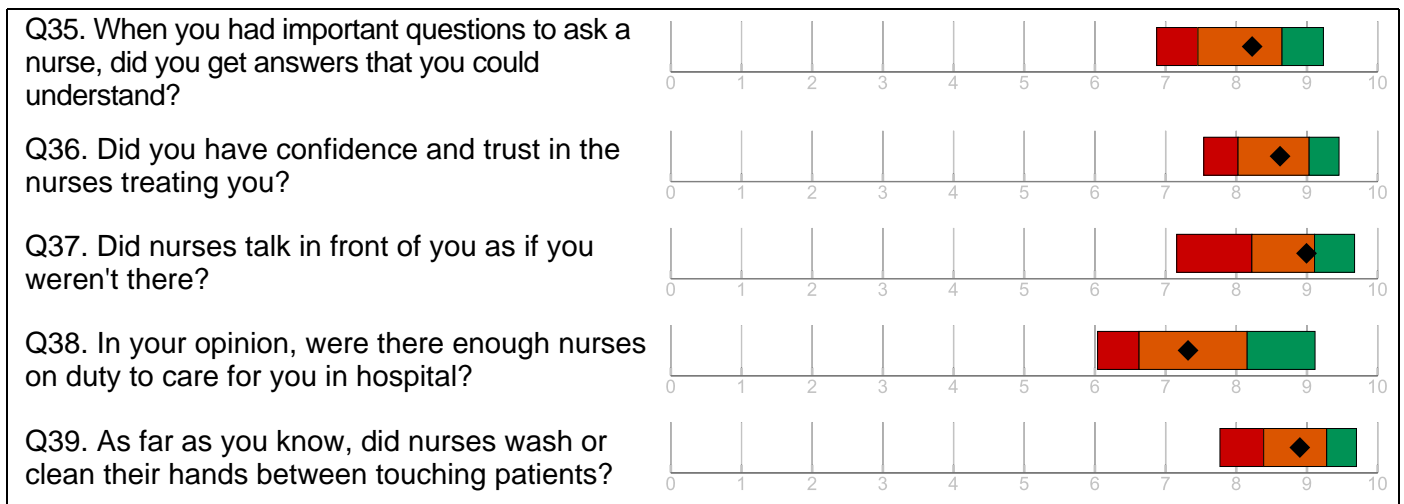 Q35. When you had important questions to ask a
nurse, did you get answers that you could
understand?
0 1 2 3 4 5 6 7 8 9 10
Q36. Did you have confidence and trust in the
nurses treating you?
0 1 2 3 4 5 6 7 8 9 10
Q37. Did nurses talk in front of you as if you
weren't there?
0 1 2 3 4 5 6 7 8 9 10
Q38. In your opinion, were there enough nurses
on duty to care for you in hospital?
0 1 2 3 4 5 6 7 8 9 10
Q39. As far as you know, did nurses wash or
clean their hands between touching patients?
0 1 2 3 4 5 6 7 8 9 10